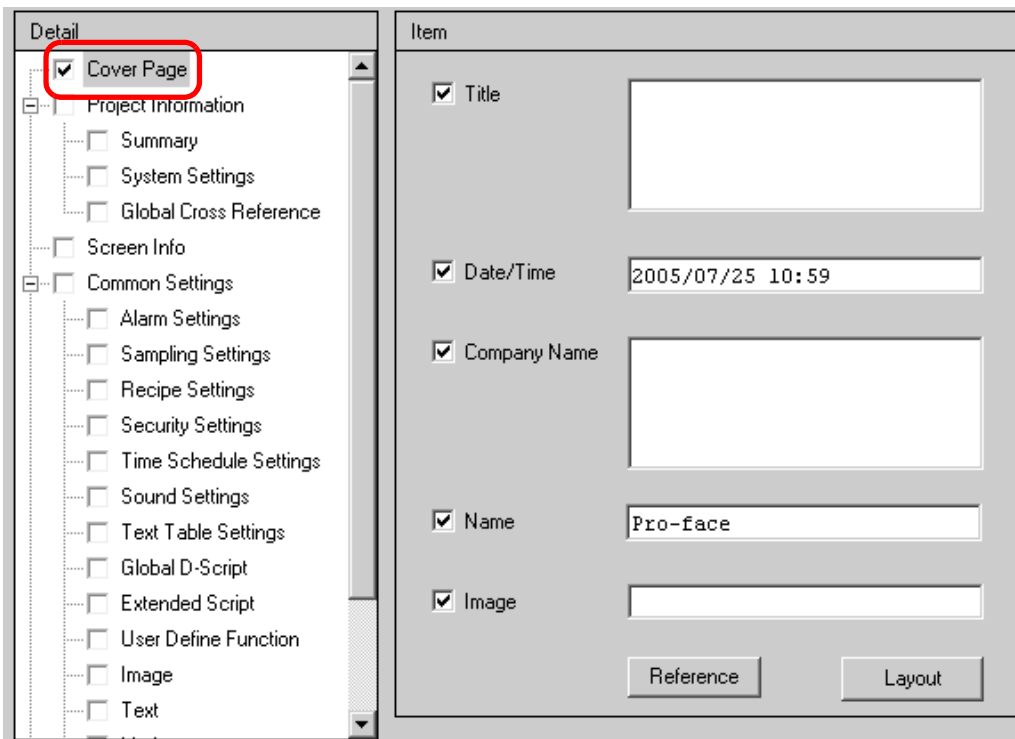 Detail
Cover Page
Project Information
Summary
System Settings
Global Cross Reference
Screen Info
Common Settings
Alarm Settings
Sampling Settings
Recipe Settings
Security Settings
Time Schedule Settings
Sound Settings
Text Table Settings
Global D-Script
Extended Script
User Define Function
Image
Text
Item
Title
Date/Time 2005/07/25 10:59
Company Name
Name Pro-face
Image
Reference Layout